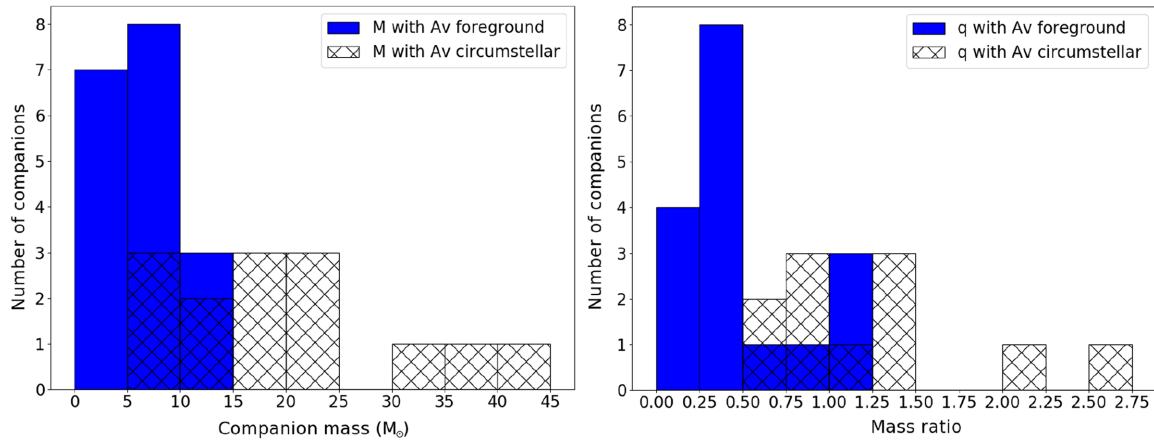 M with Av foreground
M with Av circumstellar
8
7
6
5
4
3
2
1
0
Number of companions
0 5 10 15 20 25 30 35 40 45
Companion mass (M⊙)
q with Av foreground
q with Av circumstellar
8
7
6
5
4
3
2
1
0
Number of companions
0.00 0.25 0.50 0.75 1.00 1.25 1.50 1.75 2.00 2.25 2.50 2.75
Mass ratio